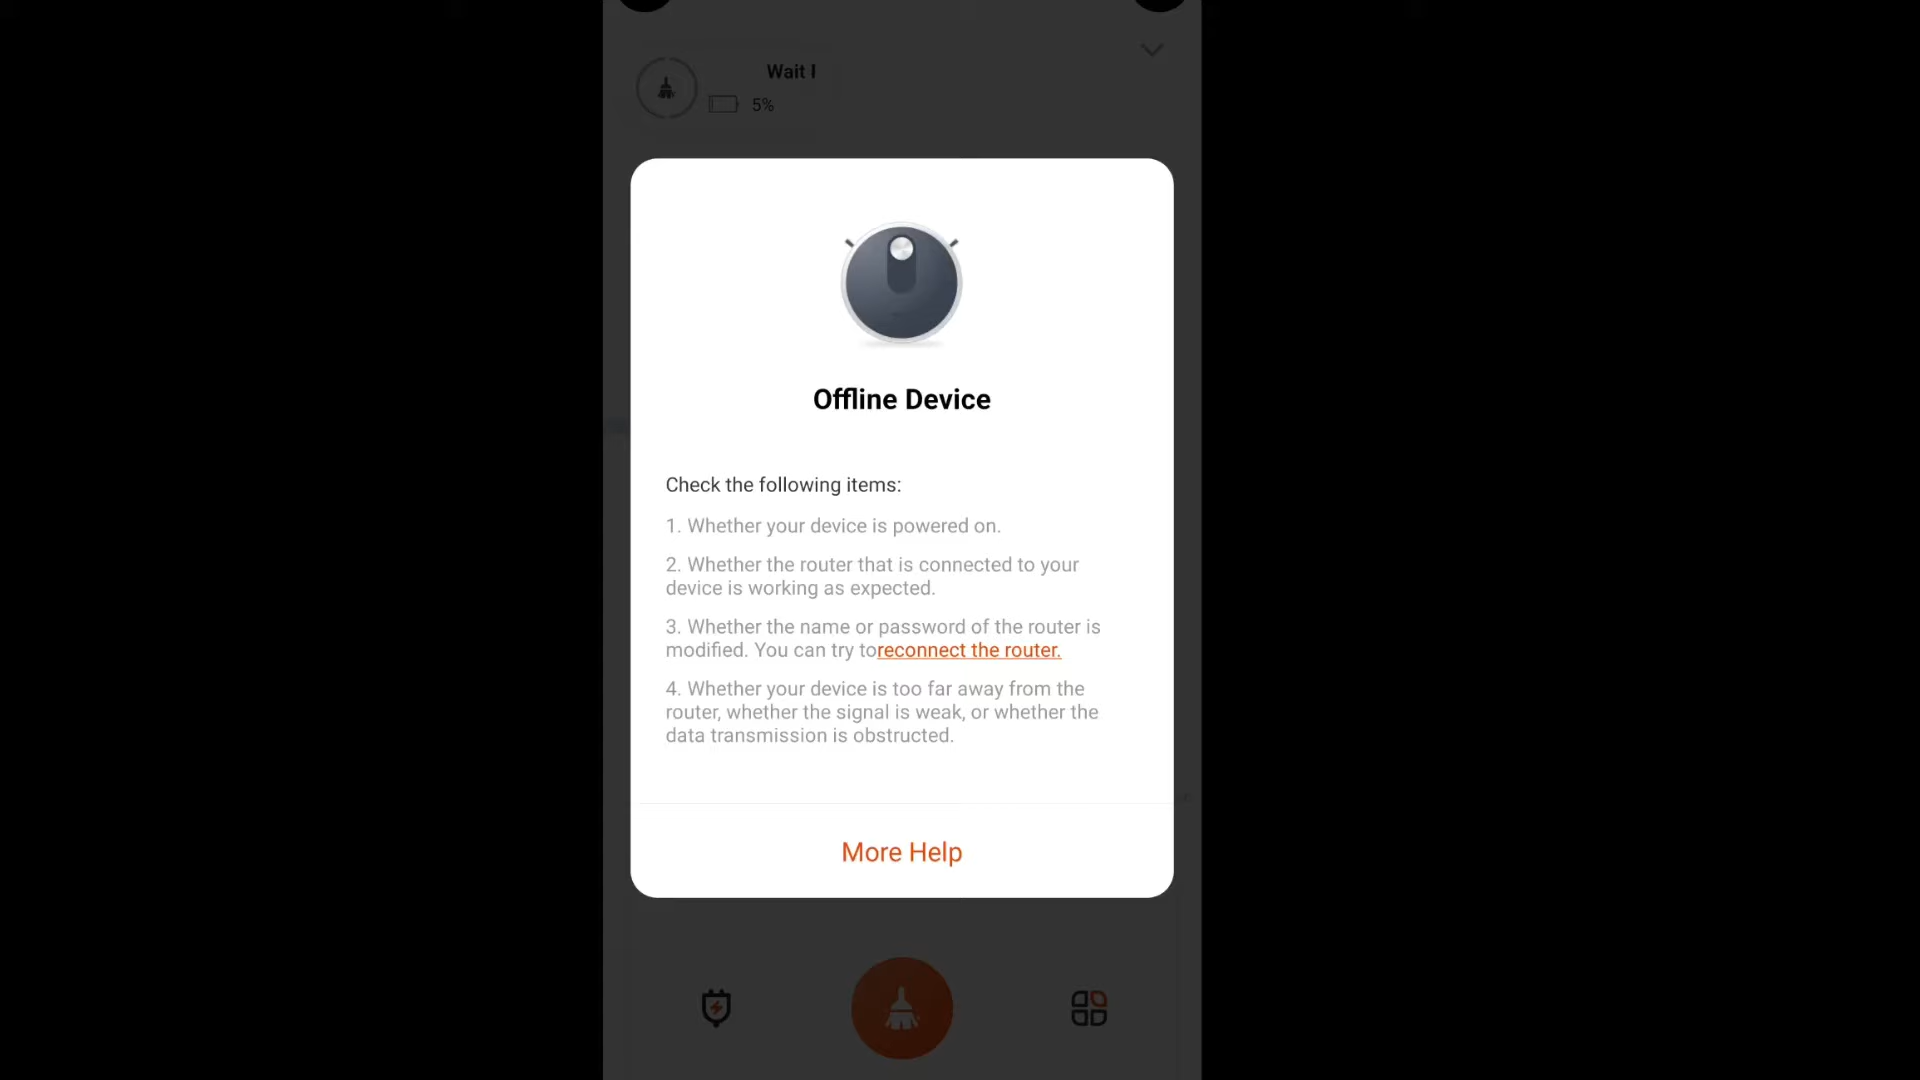 Wait
5%
Offline Device
Check the following items:
1. Whether your device is powered on.
2. Whether the router that is connected to your
device is working as expected.
3. Whether the name or password of the router is
modified. You can try toreconnect the router.
4. Whether your device is too far away from the
router, whether the signal is weak, or whether the
data transmission is obstructed.
More Help